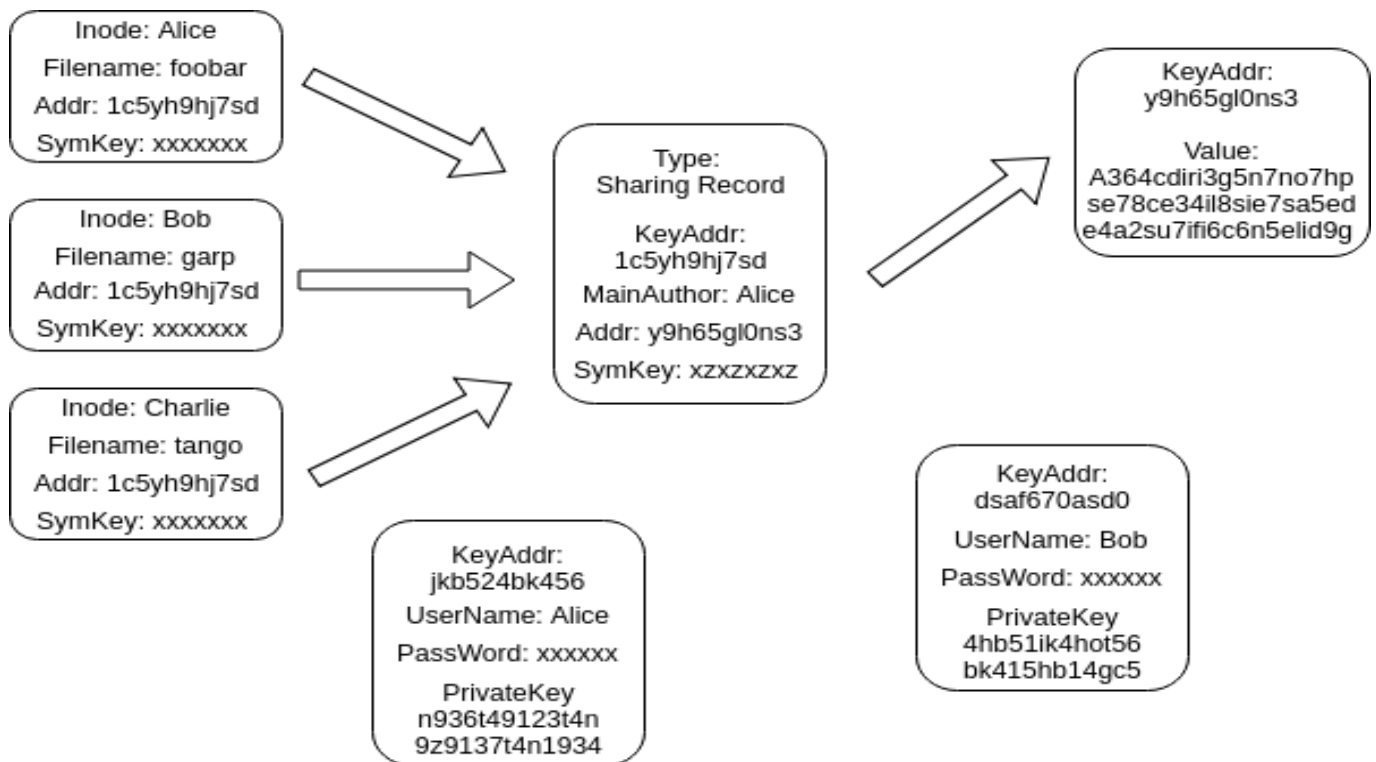 Inode: Alice
Filename: foobar
Addr: 1c5yh9hj7sd
SymKey: xxxxxxx
Inode: Bob
Filename: garp
Addr: 1c5yh9hj7sd
SymKey: xxxxxxx
Inode: Charlie
Filename: tango
Addr: 1c5yh9hj7sd
SymKey: xxxxxxx
Type:
Sharing Record
KeyAddr:
1c5yh9hj7sd
MainAuthor: Alice
Addr: y9h65gl0ns3
SymKey: xzxzxzxz
KeyAddr:
y9h65gl0ns3
Value:
A364cdiri3g5n7no7hp
se78ce34il8sie7sa5ed
e4a2su7ifi6c6n5elid9g
KeyAddr:
jkb524bk456
UserName: Alice
PassWord: xxxxxx
PrivateKey
n936t49123t4n
9z9137t4n1934
KeyAddr:
dsaf670asd0
UserName: Bob
PassWord: xxxxxx
PrivateKey
4hb51ik4hot56
bk415hb14gc5